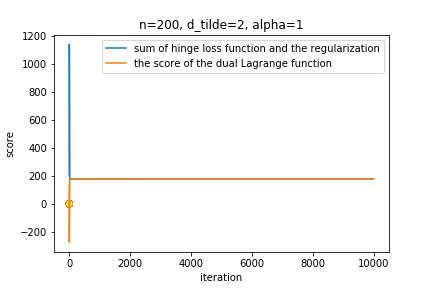 n=200, d_tilde=2, alpha=1
sum of hinge loss function and the regularization
the score of the dual Lagrange function
1200
1000
800
600
400
200
0
−200
score
0 2000 4000 6000 8000 10000
iteration